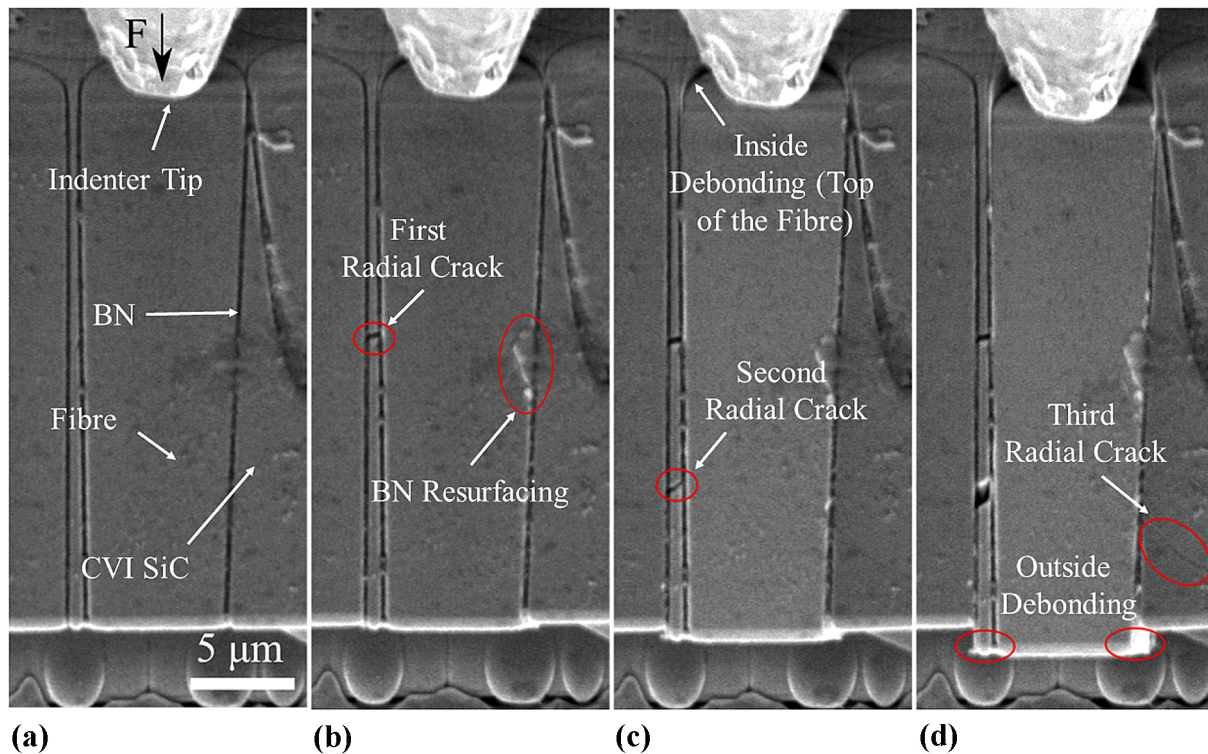 F
Indenter Tip
BN
Fibre
CVI SiC
5 μm
(a)
First
Radial Crack
BN Resurfacing
(b)
Inside
Debonding (Top
of the Fibre)
Second
Radial Crack
(c)
Third
Radial Crack
Outside
Debonding
(d)